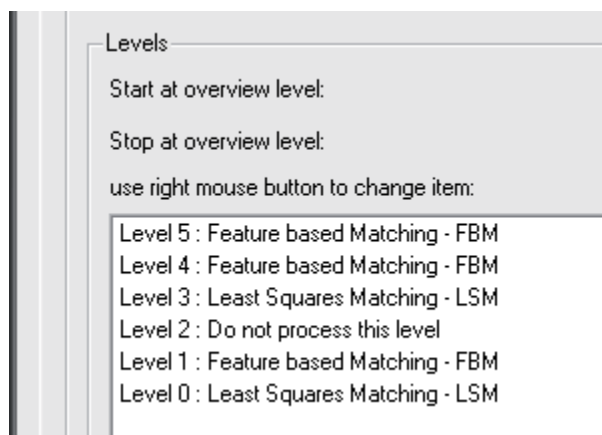 Levels
Start at overview level:
Stop at overview level:
use right mouse button to change item:
Level 5 : Feature based Matching - FBM
Level 4 : Feature based Matching - FBM
Level 3 : Least Squares Matching - LSM
Level 2 : Do not process this level
Level 1 : Feature based Matching - FBM
Level 0 : Least Squares Matching - LSM